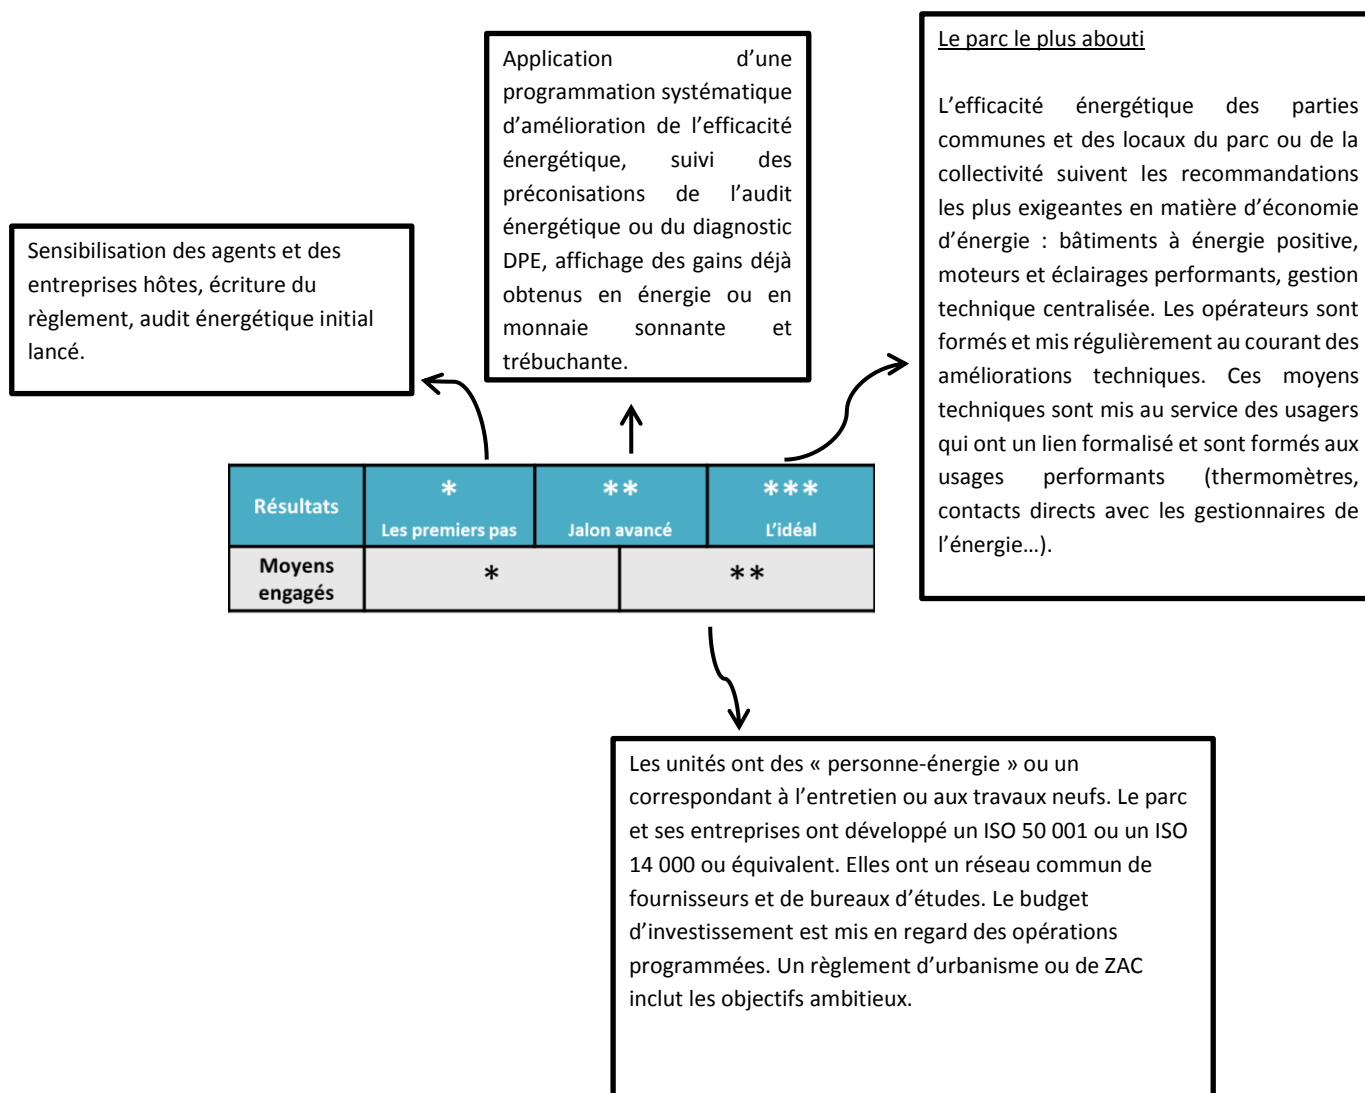 Le parc le plus abouti
L’efficacité énergétique des parties
communes et des locaux du parc ou de la
collectivité suivent les recommandations
les plus exigeantes en matière d’économie
d’énergie : bâtiments à énergie positive,
moteurs et éclairages performants, gestion
technique centralisée. Les opérateurs sont
formés et mis régulièrement au courant des
améliorations techniques. Ces moyens
techniques sont mis au service des usagers
qui ont un lien formalisé et sont formés aux
usages performants (thermomètres,
contacts directs avec les gestionnaires de
l’énergie…).
Application d’une
programmation systématique
d’amélioration de l’efficacité
énergétique, suivi des
préconisations de l’audit
énergétique ou du diagnostic
DPE, affichage des gains déjà
obtenus en énergie ou en
monnaie sonnante et
trébuchante.
Sensibilisation des agents et des
entreprises hôtes, écriture du
règlement, audit énergétique initial
lancé.
Résultats
*
Les premiers pas
**
Jalon avancé
***
L’idéal
Moyens
engagés
*
**
Les unités ont des « personne-énergie » ou un
correspondant à l’entretien ou aux travaux neufs. Le parc
et ses entreprises ont développé un ISO 50 001 ou un ISO
14 000 ou équivalent. Elles ont un réseau commun de
fournisseurs et de bureaux d’études. Le budget
d’investissement est mis en regard des opérations
programmées. Un règlement d’urbanisme ou de ZAC
inclut les objectifs ambitieux.